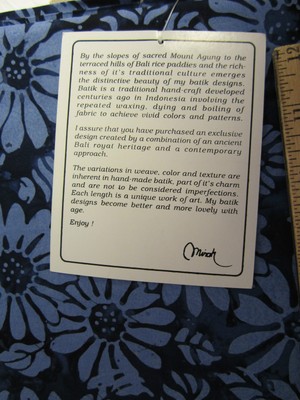 By the slopes of sacred Mount Agung to the
terraced hills of Bali rice paddies and the rich-
ness of it's traditional culture emerges
the distinctive beauty of my batik designs.
Batik is a traditional hand-craft developed
centuries ago in Indonesia involving the
repeated waxing, dyeing and boiling of
fabric to achieve vivid colors and patterns.
I assure that you have purchased an exclusive
design created by a combination of an ancient
Bali royal heritage and a contemporary
approach.
The variations in weave, color and texture are
inherent in hand-made batik, part of it's charm
and are not io be considered imperfections.
Each length is a unique work of art. My batik
designs become better and more lovely with
age.
Enjoy !